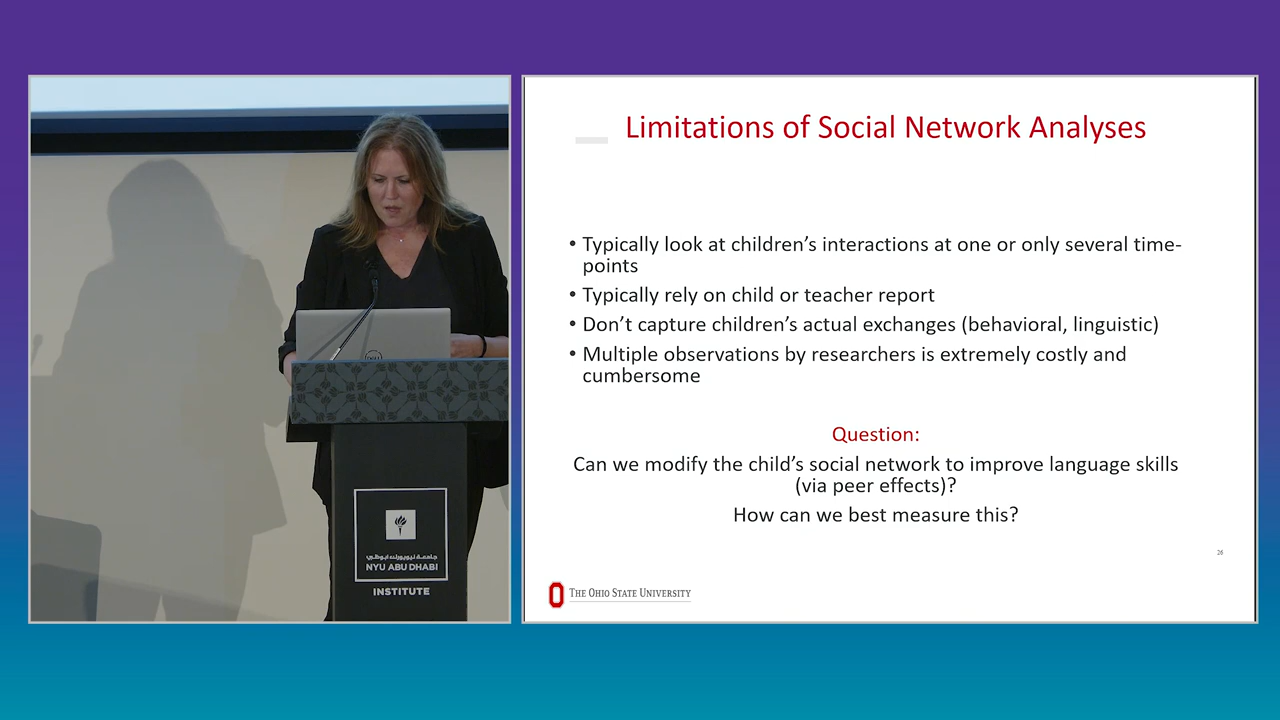 Limitations of Social Network Analyses
• Typically look at children's interactions at one or only several time-
points
• Typically rely on child or teacher report
• Don't capture children's actual exchanges (behavioral, linguistic)
• Multiple observations by researchers is extremely costly and
cumbersome
Question:
Can we modify the child's social network to improve language skills
(via peer effects)?
How can we best measure this?
26
THE OHIO STATE UNIVERSITY
DELL
جامعة نيويورك أبوظبي
NYU ABU DHABI
INSTITUTE